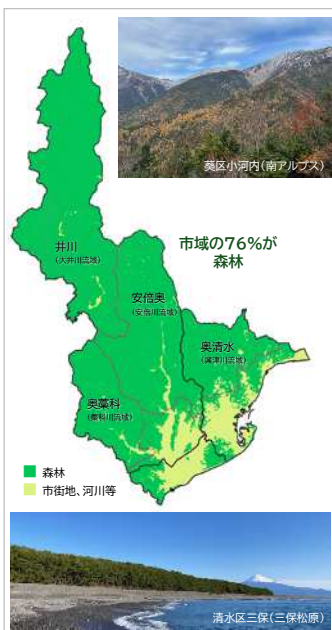 葵区小河内(南アルプス)
市域の76%が
森林
井川
(大井川流域)
安倍奥
(安倍川流域)
奥清水
(興津川流域)
奥藁科
(藁科川流域)
森林
市街地、河川等
清水区三保(三保松原)